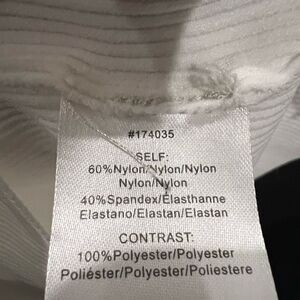 #174035
SELF:
60%Nylon/Nylon/Nylon
Nylon/Nylon
40%Spandex/Elasthanne
Elastano/Elastan/Elastan
CONTRAST:
100%Polyester/Polyester
Poliéster/Polyester/Poliestere